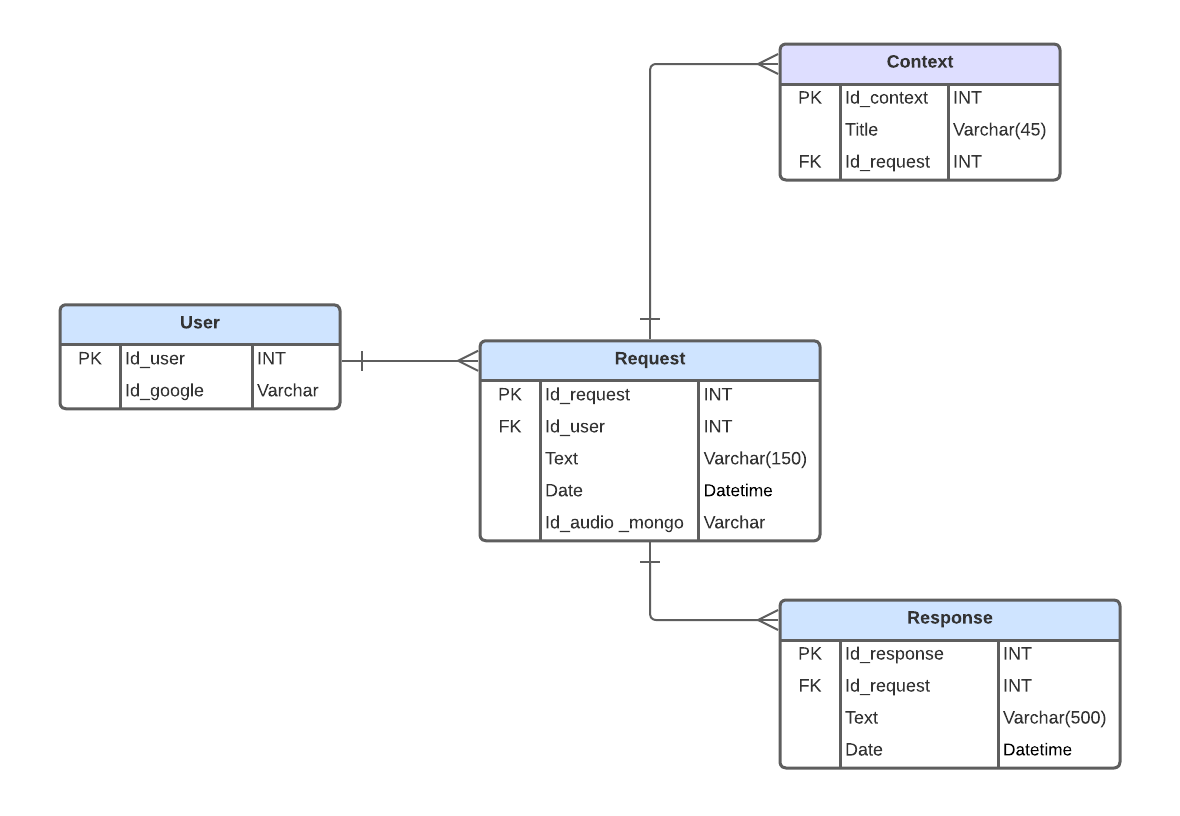 Context
PK Id_context INT
Title Varchar(45)
FK Id_request INT
User
PK Id_user INT
Id_google Varchar
Request
PK Id_request INT
FK Id_user INT
Text Varchar(150)
Date Datetime
Id_audio _mongo Varchar
Response
PK Id_response INT
FK Id_request INT
Text Varchar(500)
Date Datetime